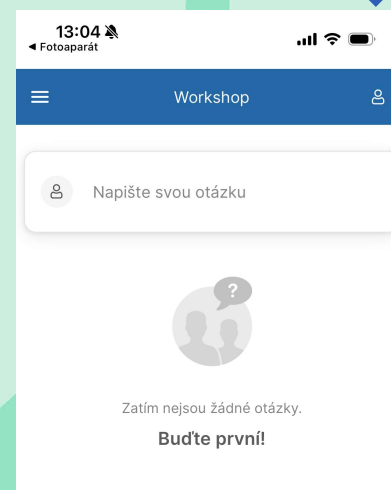 13:04
◀ Fotoaparát
Workshop
Napište svou otázku
?
Zatím nejsou žádné otázky.
Buďte první!